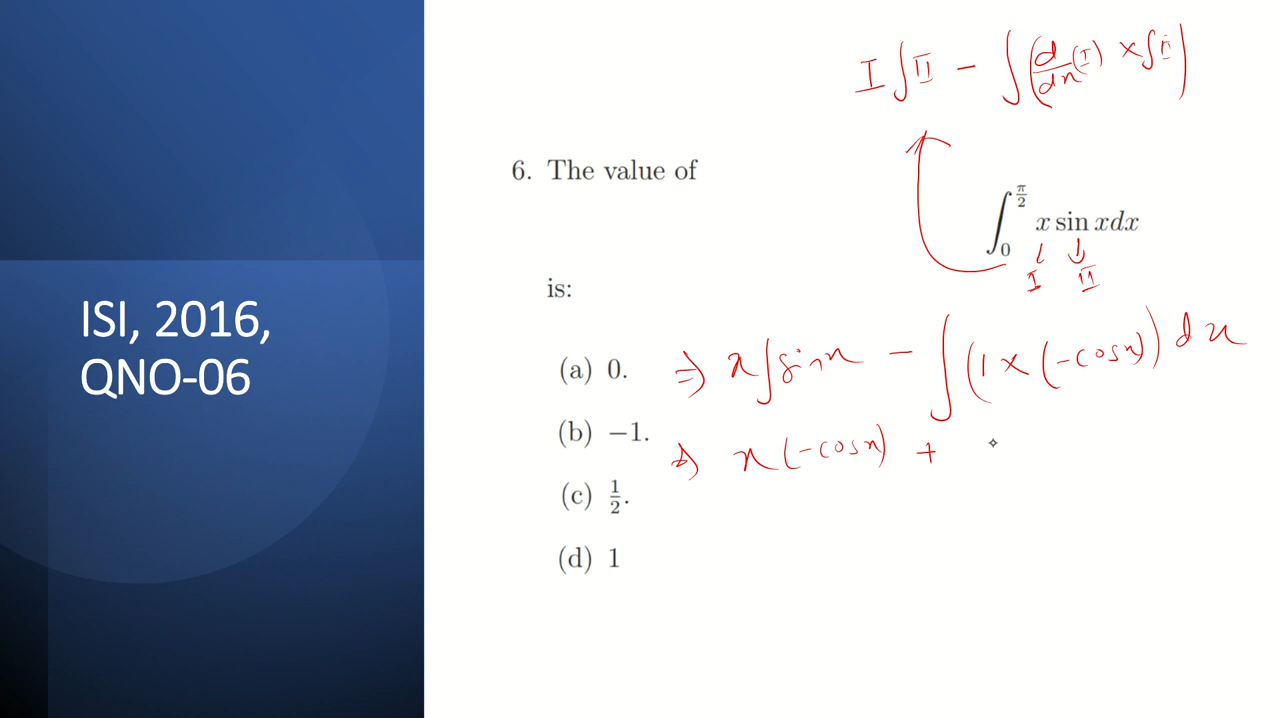 ISI, 2016,
QNO-06
I ∫ II − ∫ (d/dx (I) × ∫ II)
6. The value of
∫₀^{π/2} x sin x dx
I II
is:
(a) 0.
⇒ x ∫ sin x − ∫ (1 × (−cos x)) dx
(b) −1.
⇒ x (−cos x) +
(c) 1/2.
(d) 1